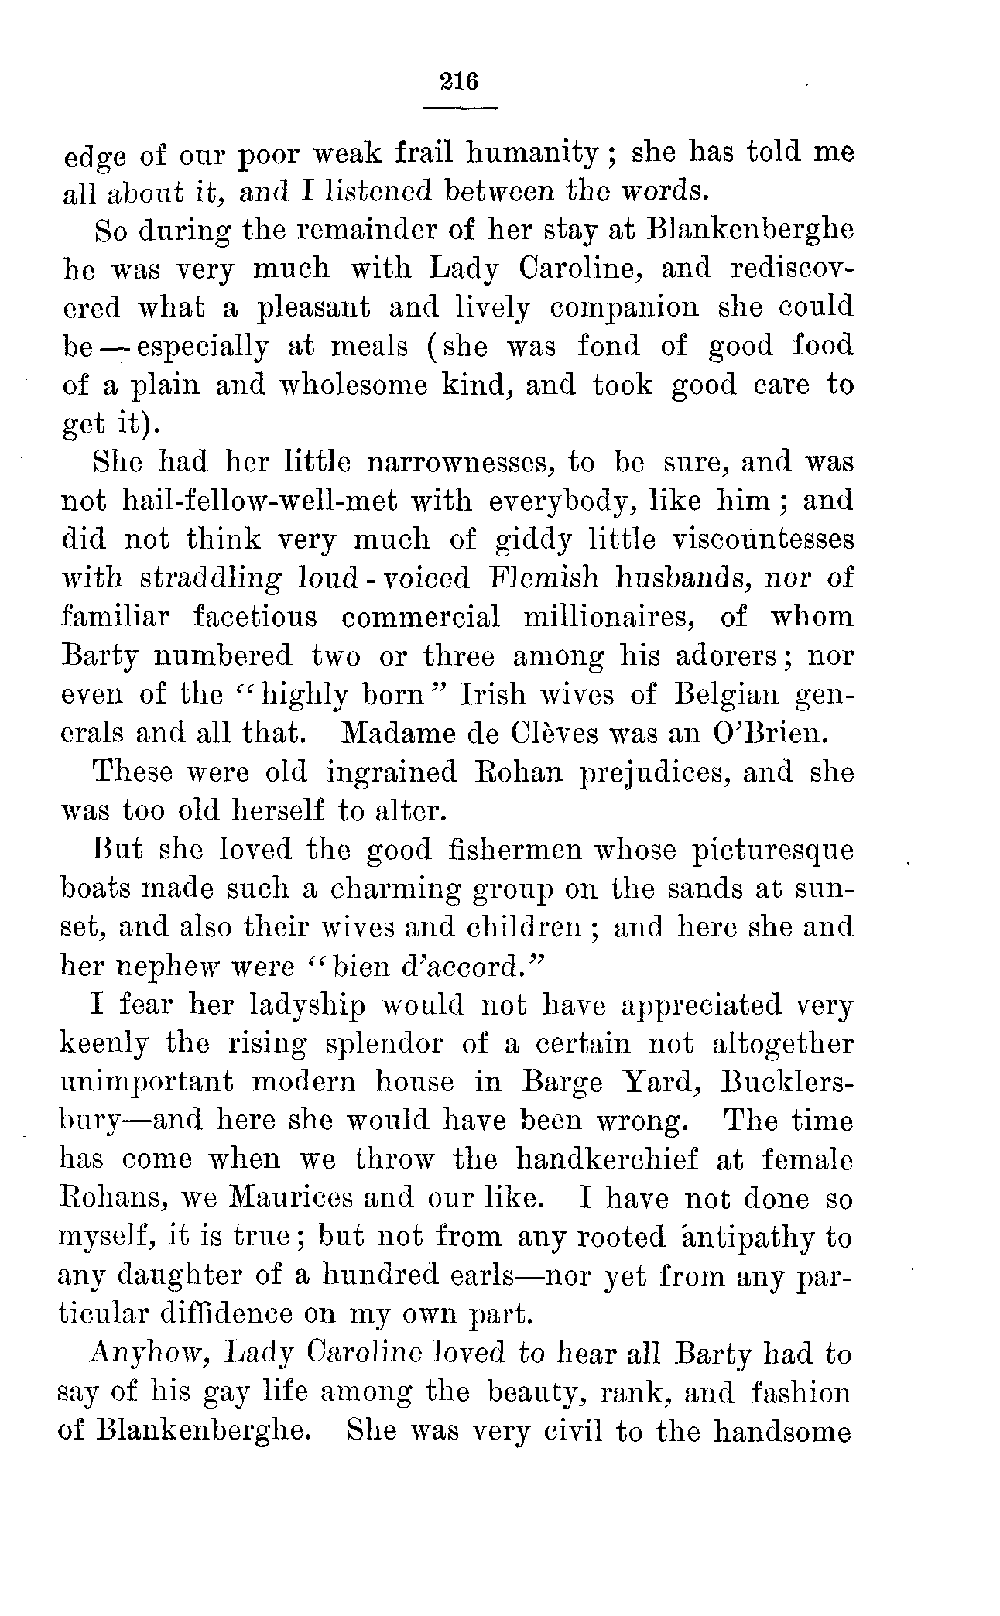 216
edge of our poor weak frail humanity ; she has told me
all about it, and I listened between the words.
So during the remainder of her stay at Blankenberghe
he was very much with Lady Caroline, and rediscov-
ered what a pleasant and lively companion she could
be — especially at meals (she was fond of good food
of a plain and wholesome kind, and took good care to
get it).
She had her little narrownesses, to be sure, and was
not hail-fellow-well-met with everybody, like him ; and
did not think very much of giddy little viscountesses
with straddling loud-voiced Flemish husbands, nor of
familiar facetious commercial millionaires, of whom
Barty numbered two or three among his adorers ; nor
even of the “highly born” Irish wives of Belgian gen-
erals and all that. Madame de Clèves was an O'Brien.
These were old ingrained Rohan prejudices, and she
was too old herself to alter.
But she loved the good fishermen whose picturesque
boats made such a charming group on the sands at sun-
set, and also their wives and children ; and here she and
her nephew were “bien d'accord.”
I fear her ladyship would not have appreciated very
keenly the rising splendor of a certain not altogether
unimportant modern house in Barge Yard, Bucklers-
bury—and here she would have been wrong. The time
has come when we throw the handkerchief at female
Rohans, we Maurices and our like. I have not done so
myself, it is true ; but not from any rooted antipathy to
any daughter of a hundred earls—nor yet from any par-
ticular diffidence on my own part.
Anyhow, Lady Caroline loved to hear all Barty had to
say of his gay life among the beauty, rank, and fashion
of Blankenberghe. She was very civil to the handsome